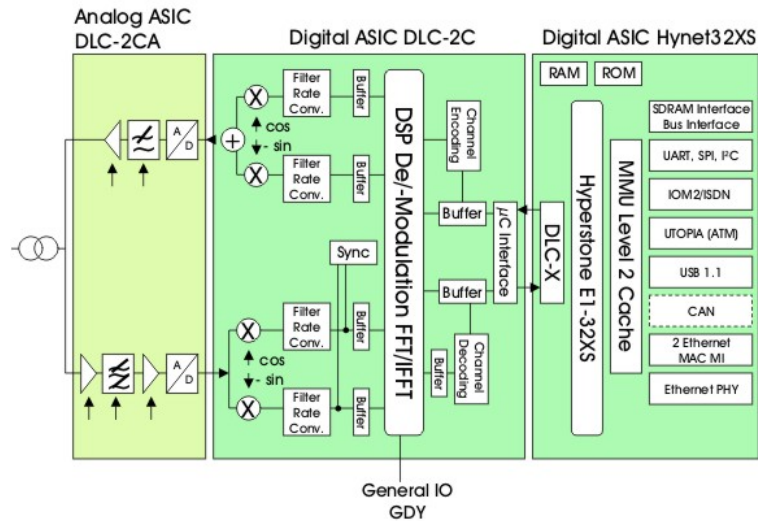 Analog ASIC
DLC-2CA
Digital ASIC DLC-2C
Digital ASIC Hynet32XS
A
D
X
Filter
Rate
Conv.
Buffer
cos
- sin
+
X
Filter
Rate
Conv.
Buffer
DSP De/-Modulation FFT/IFFT
Channel
Encoding
Buffer
µC Interface
Sync
X
Filter
Rate
Conv.
Buffer
cos
- sin
X
Filter
Rate
Conv.
Buffer
Buffer
Buffer
Channel
Decoding
A
D
General IO
GDY
RAM
ROM
DLC-X
Hyperstone E1-32XS
MMU Level 2 Cache
SDRAM Interface
Bus Interface
UART, SPI, I²C
IOM2/ISDN
UTOPIA (ATM)
USB 1.1
CAN
2 Ethernet
MAC MI
Ethernet PHY